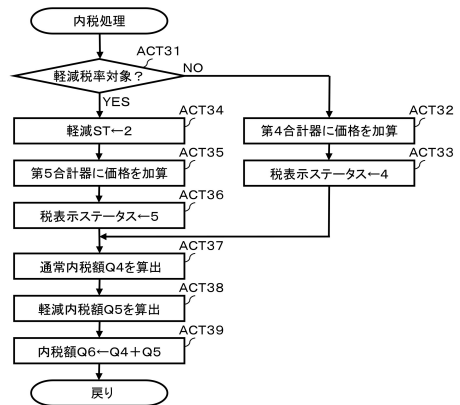 内税処理
ACT31
軽減税率対象？
NO
YES
ACT34
軽減ST←2
ACT32
第4合計器に価格を加算
ACT35
第5合計器に価格を加算
ACT33
税表示ステータス←4
ACT36
税表示ステータス←5
ACT37
通常内税額Q4を算出
ACT38
軽減内税額Q5を算出
ACT39
内税額Q6←Q4＋Q5
戻り